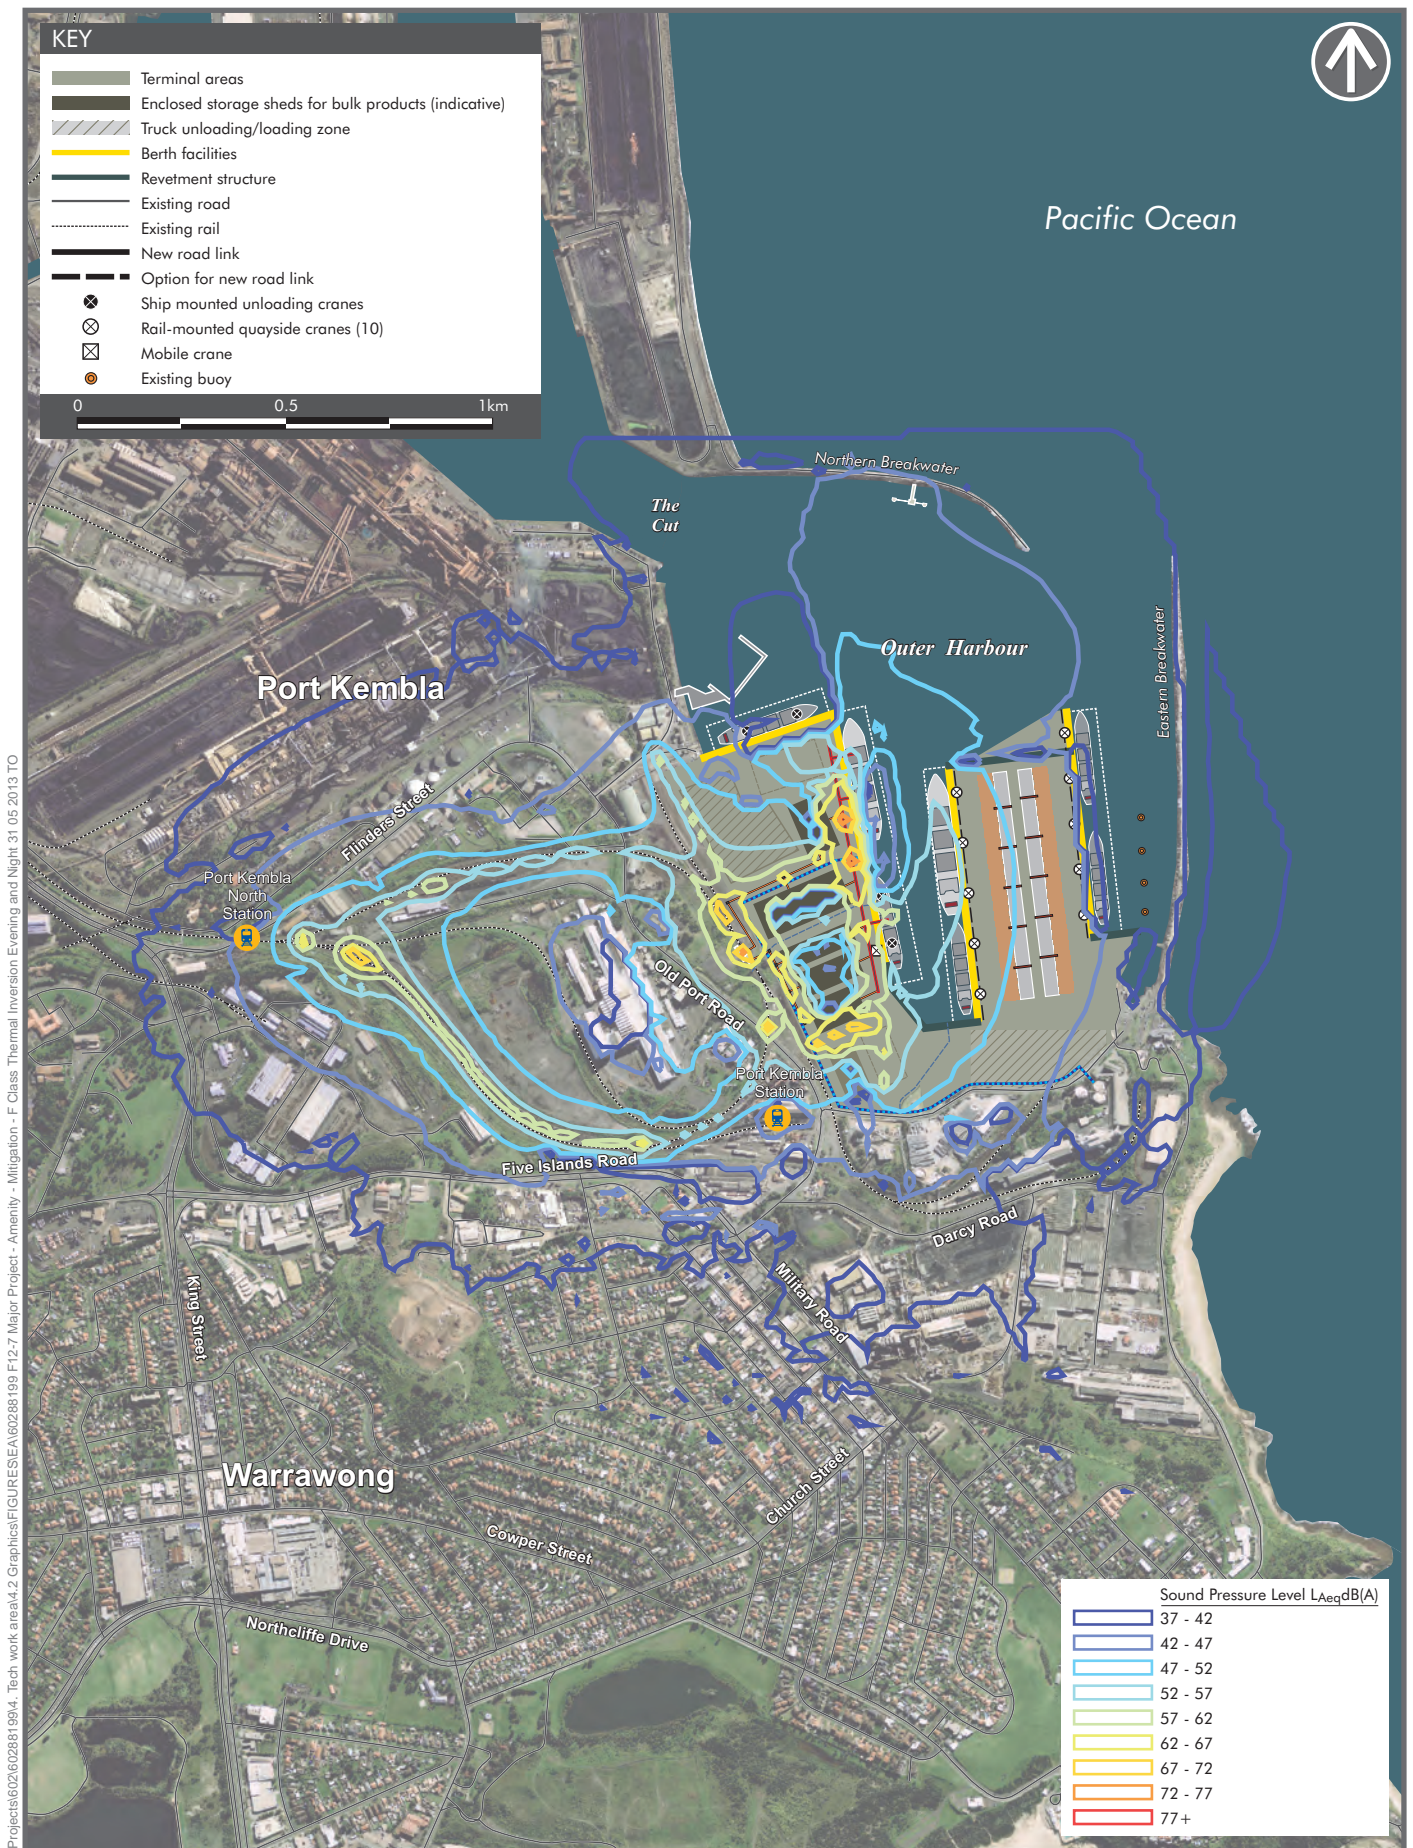 KEY
Terminal areas
Enclosed storage sheds for bulk products (indicative)
Truck unloading/loading zone
Berth facilities
Revetment structure
Existing road
Existing rail
New road link
Option for new road link
Ship mounted unloading cranes
Rail-mounted quayside cranes (10)
Mobile crane
Existing buoy
0 0.5 1km
Pacific Ocean
Northern Breakwater
The
Cut
Outer Harbour
Eastern Breakwater
Port Kembla
Flinders Street
Port Kembla
North
Station
Old Port Road
Port Kembla
Station
Five Islands Road
Darcy Road
King Street
Military Road
Warrawong
Church Street
Cowper Street
Northcliffe Drive
Sound Pressure Level LAeqdB(A)
37 - 42
42 - 47
47 - 52
52 - 57
57 - 62
62 - 67
67 - 72
72 - 77
77+
Projects\602\60288199\4. Tech work area\4.2 Graphics\FIGURES\EA\60288199 F12-7 Major Project - Amenity - Mitigation - F Class Thermal Inversion Evening and Night 31 05 2013 TO